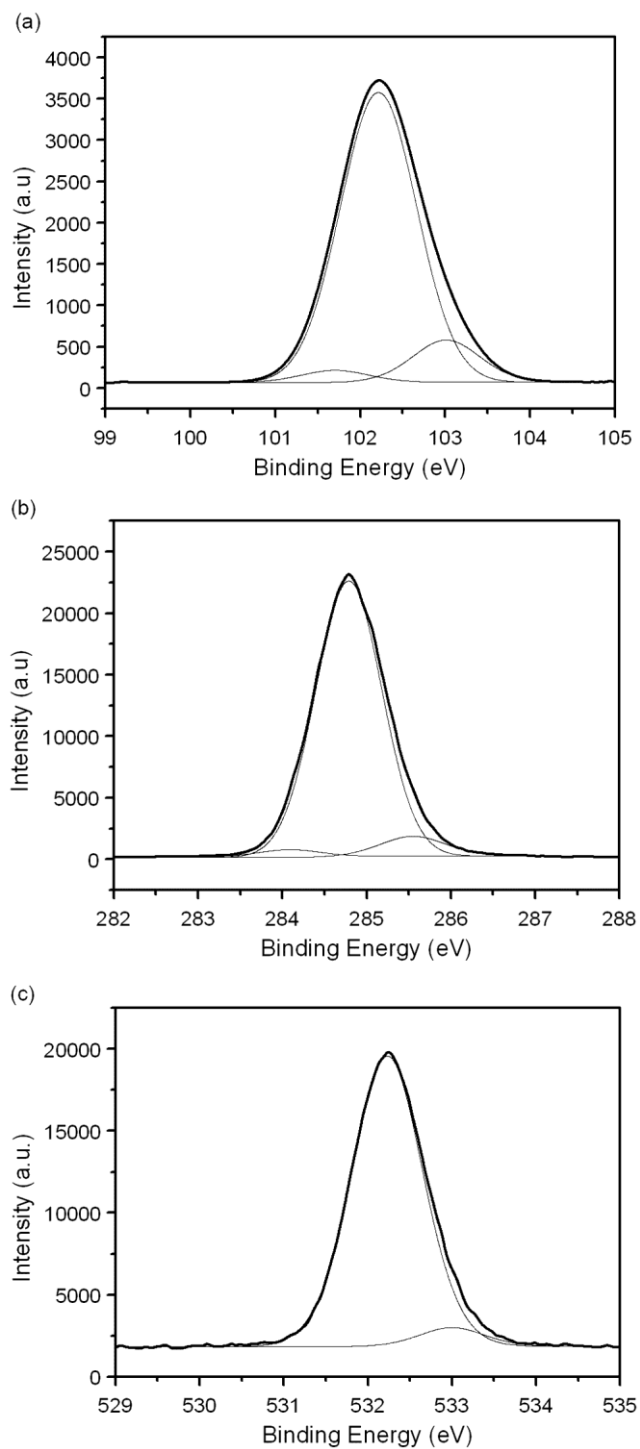 (a)
4000
3500
3000
2500
2000
1500
1000
500
0
Intensity (a.u)
99 100 101 102 103 104 105
Binding Energy (eV)
(b)
25000
20000
15000
10000
5000
0
Intensity (a.u)
282 283 284 285 286 287 288
Binding Energy (eV)
(c)
20000
15000
10000
5000
0
Intensity (a.u.)
529 530 531 532 533 534 535
Binding Energy (eV)